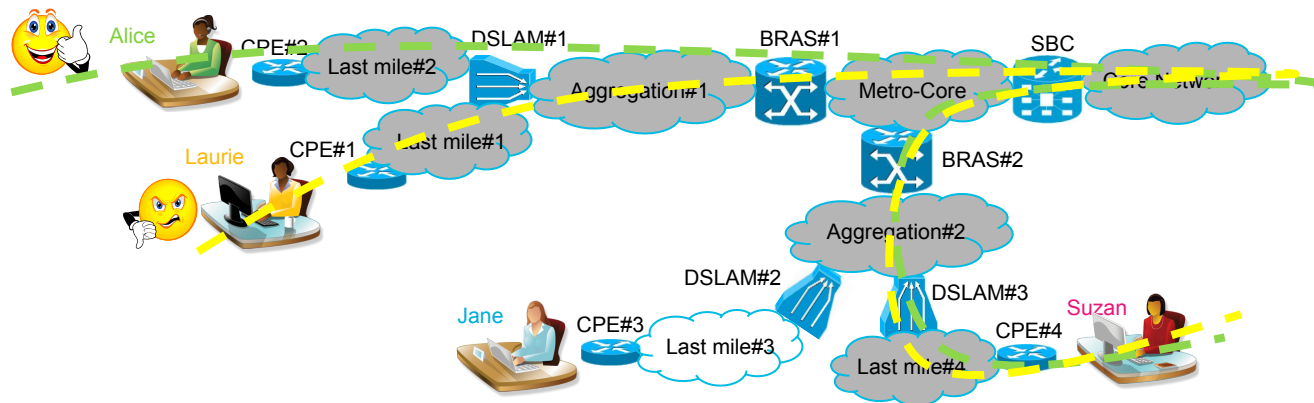 Alice
CPE#2
Last mile#2
DSLAM#1
Aggregation#1
BRAS#1
Metro-Core
SBC
Core Network
Laurie
CPE#1
Last mile#1
BRAS#2
Aggregation#2
DSLAM#2
DSLAM#3
Jane
CPE#3
Last mile#3
Last mile#4
CPE#4
Suzan